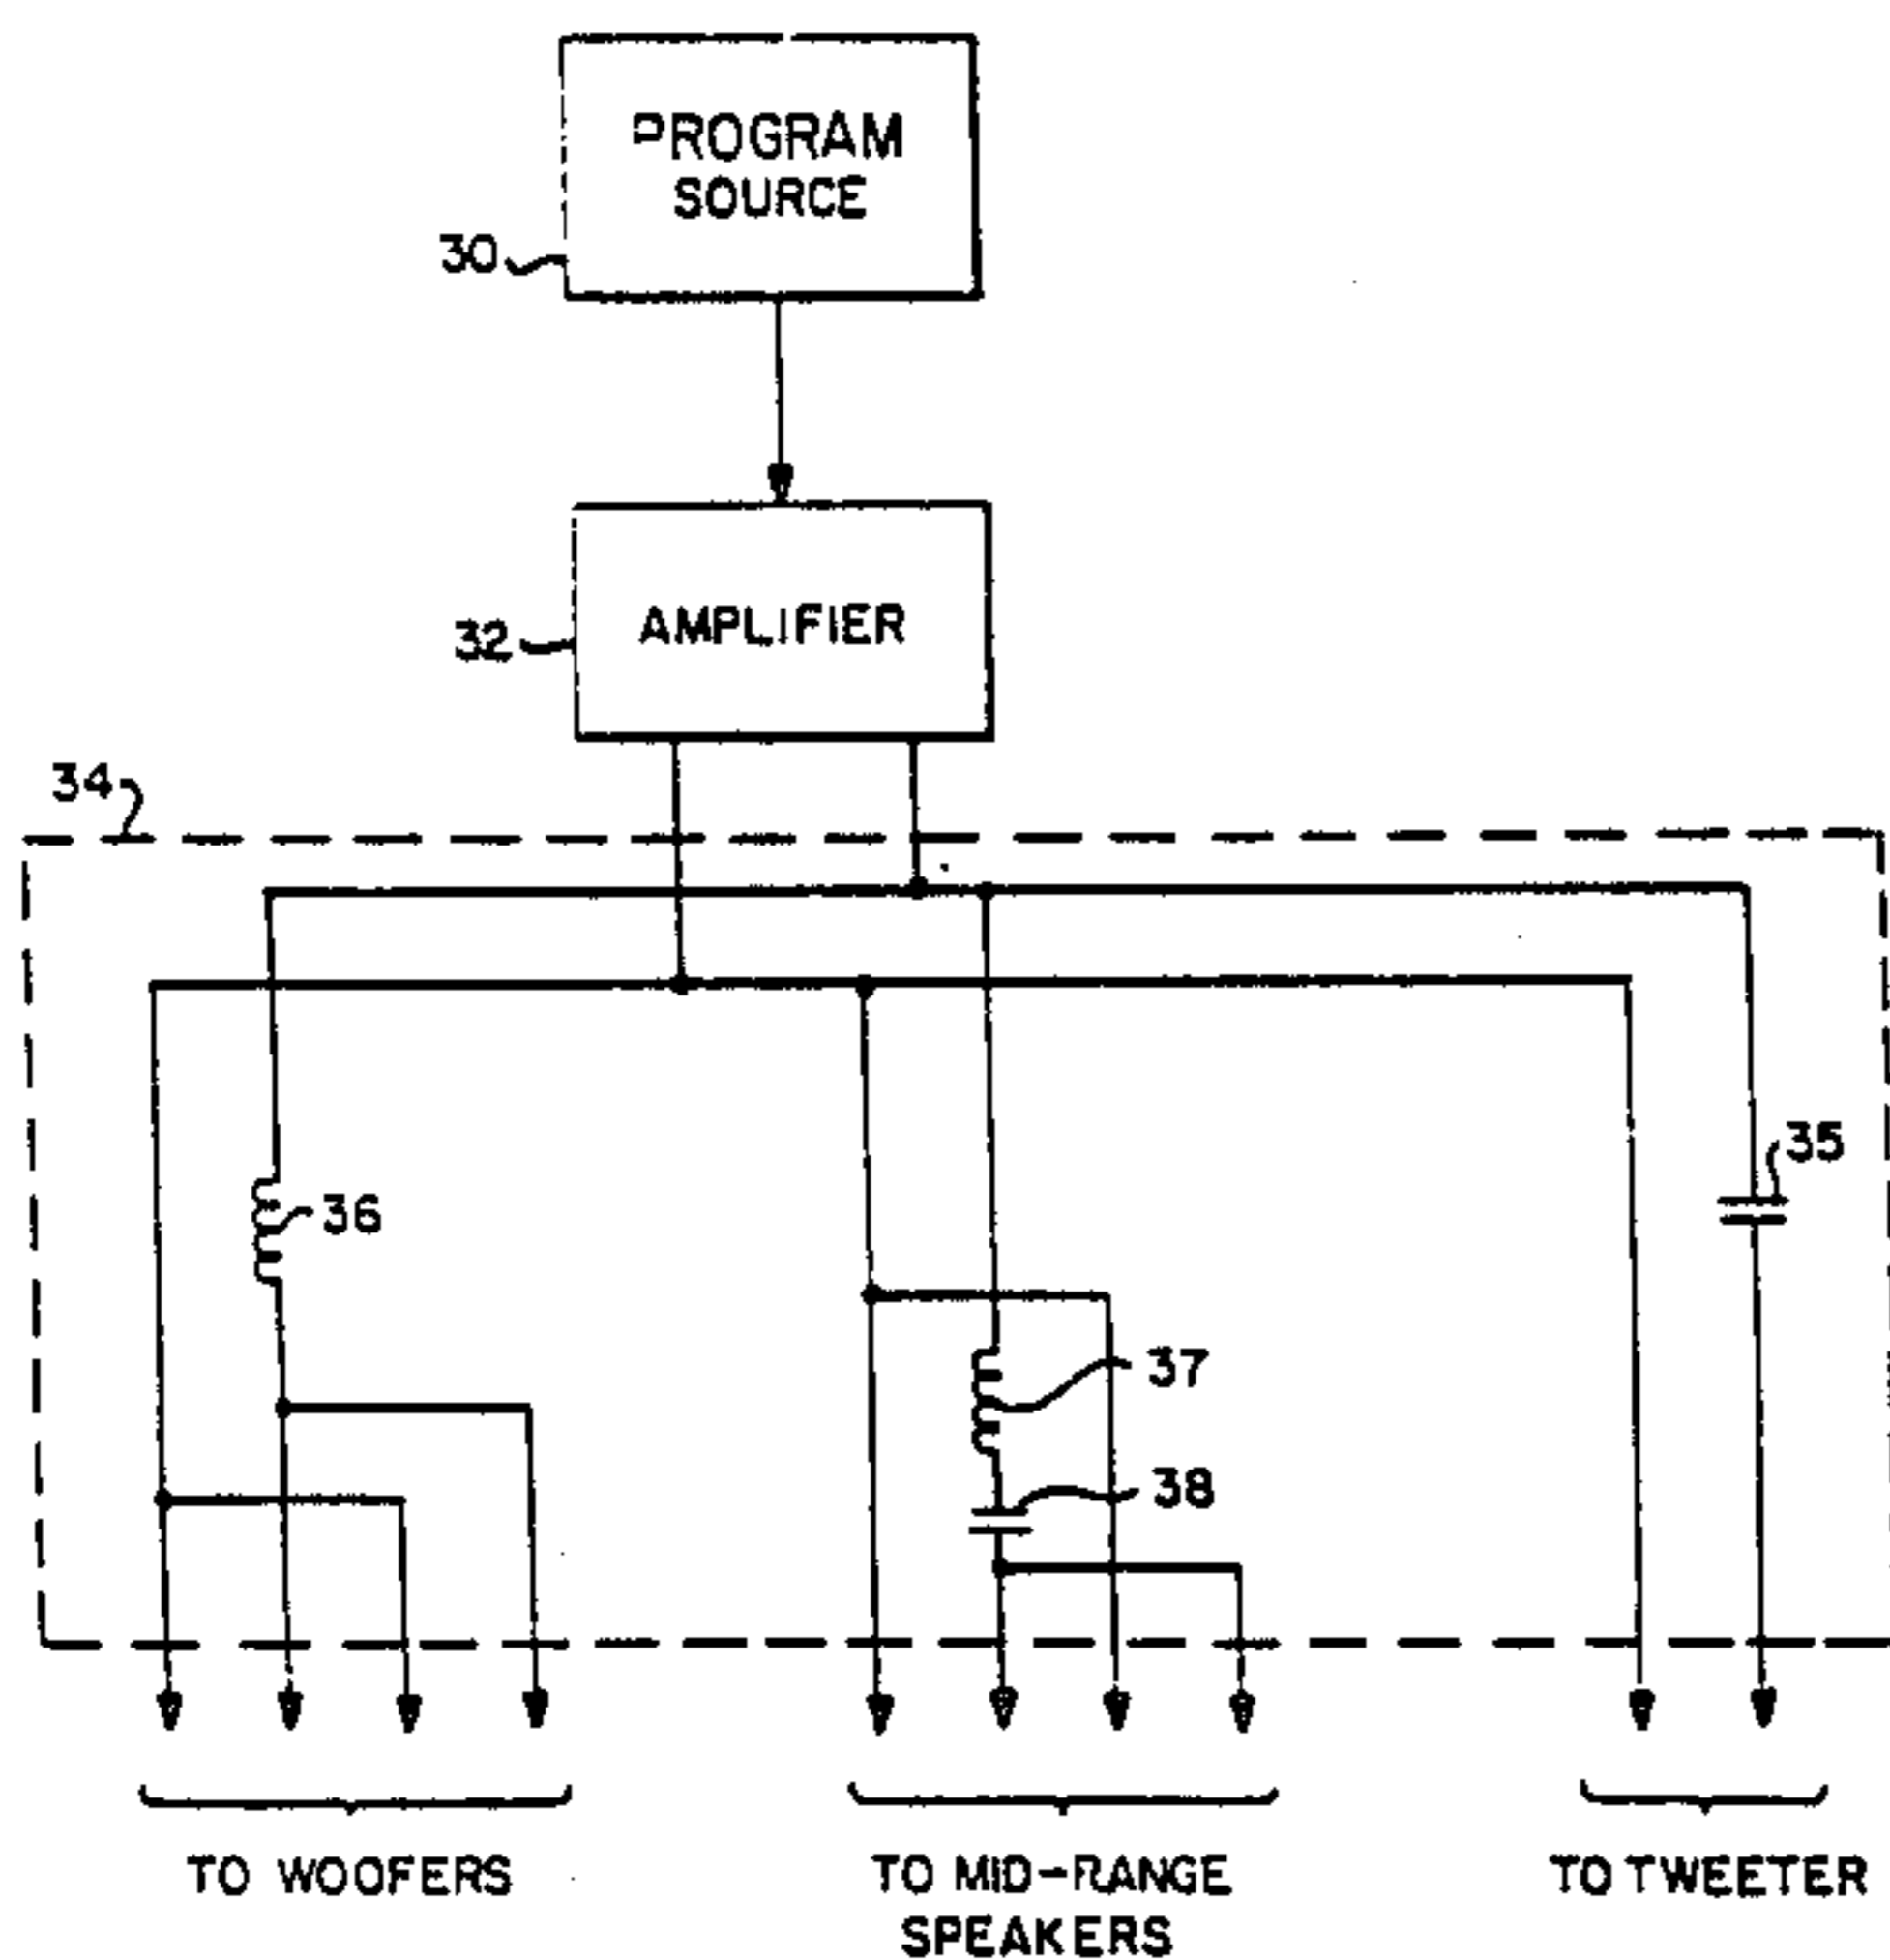 PROGRAM
SOURCE
30
AMPLIFIER
32
34
35
36
37
38
TO WOOFERS
TO MID-RANGE
SPEAKERS
TO TWEETER